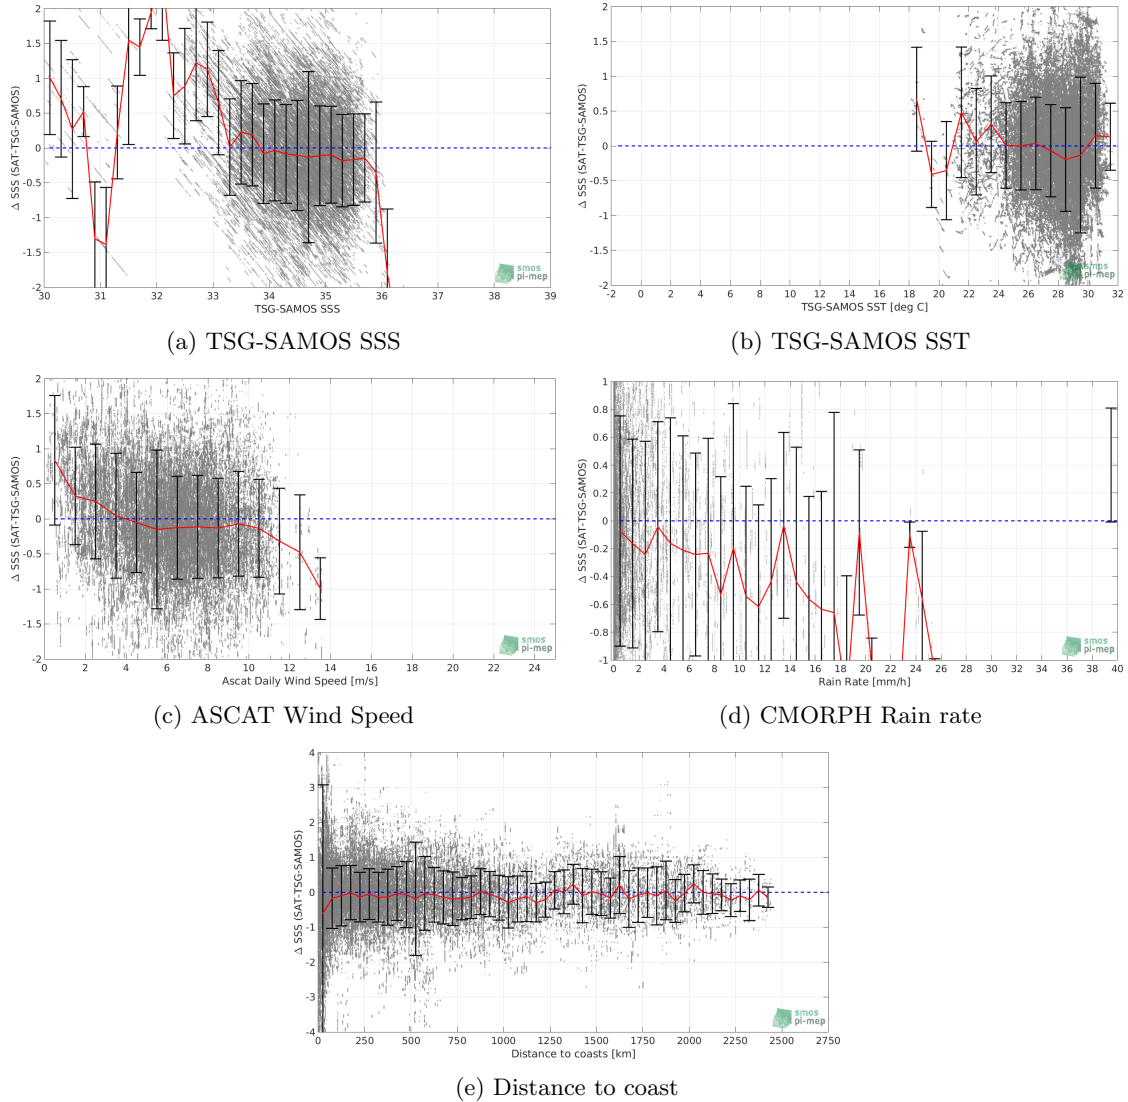 2
1.5
1
0.5
0
-0.5
-1
-1.5
-2
Δ SSS (SAT-TSG-SAMOS)
30 31 32 33 34 35 36 37 38 39
TSG-SAMOS SSS
smos
pi-mep
(a) TSG-SAMOS SSS
2
1.5
1
0.5
0
-0.5
-1
-1.5
-2
Δ SSS (SAT-TSG-SAMOS)
-2 0 2 4 6 8 10 12 14 16 18 20 22 24 26 28 30 32
TSG-SAMOS SST [deg C]
smos
pi-mep
(b) TSG-SAMOS SST
2
1.5
1
0.5
0
-0.5
-1
-1.5
-2
Δ SSS (SAT-TSG-SAMOS)
0 2 4 6 8 10 12 14 16 18 20 22 24
Ascat Daily Wind Speed [m/s]
smos
pi-mep
(c) ASCAT Wind Speed
1
0.8
0.6
0.4
0.2
0
-0.2
-0.4
-0.6
-0.8
-1
Δ SSS (SAT-TSG-SAMOS)
0 2 4 6 8 10 12 14 16 18 20 22 24 26 28 30 32 34 36 38 40
Rain Rate [mm/h]
smos
pi-mep
(d) CMORPH Rain rate
4
3
2
1
0
-1
-2
-3
-4
Δ SSS (SAT-TSG-SAMOS)
0 250 500 750 1000 1250 1500 1750 2000 2250 2500 2750
Distance to coasts [km]
smos
pi-mep
(e) Distance to coast